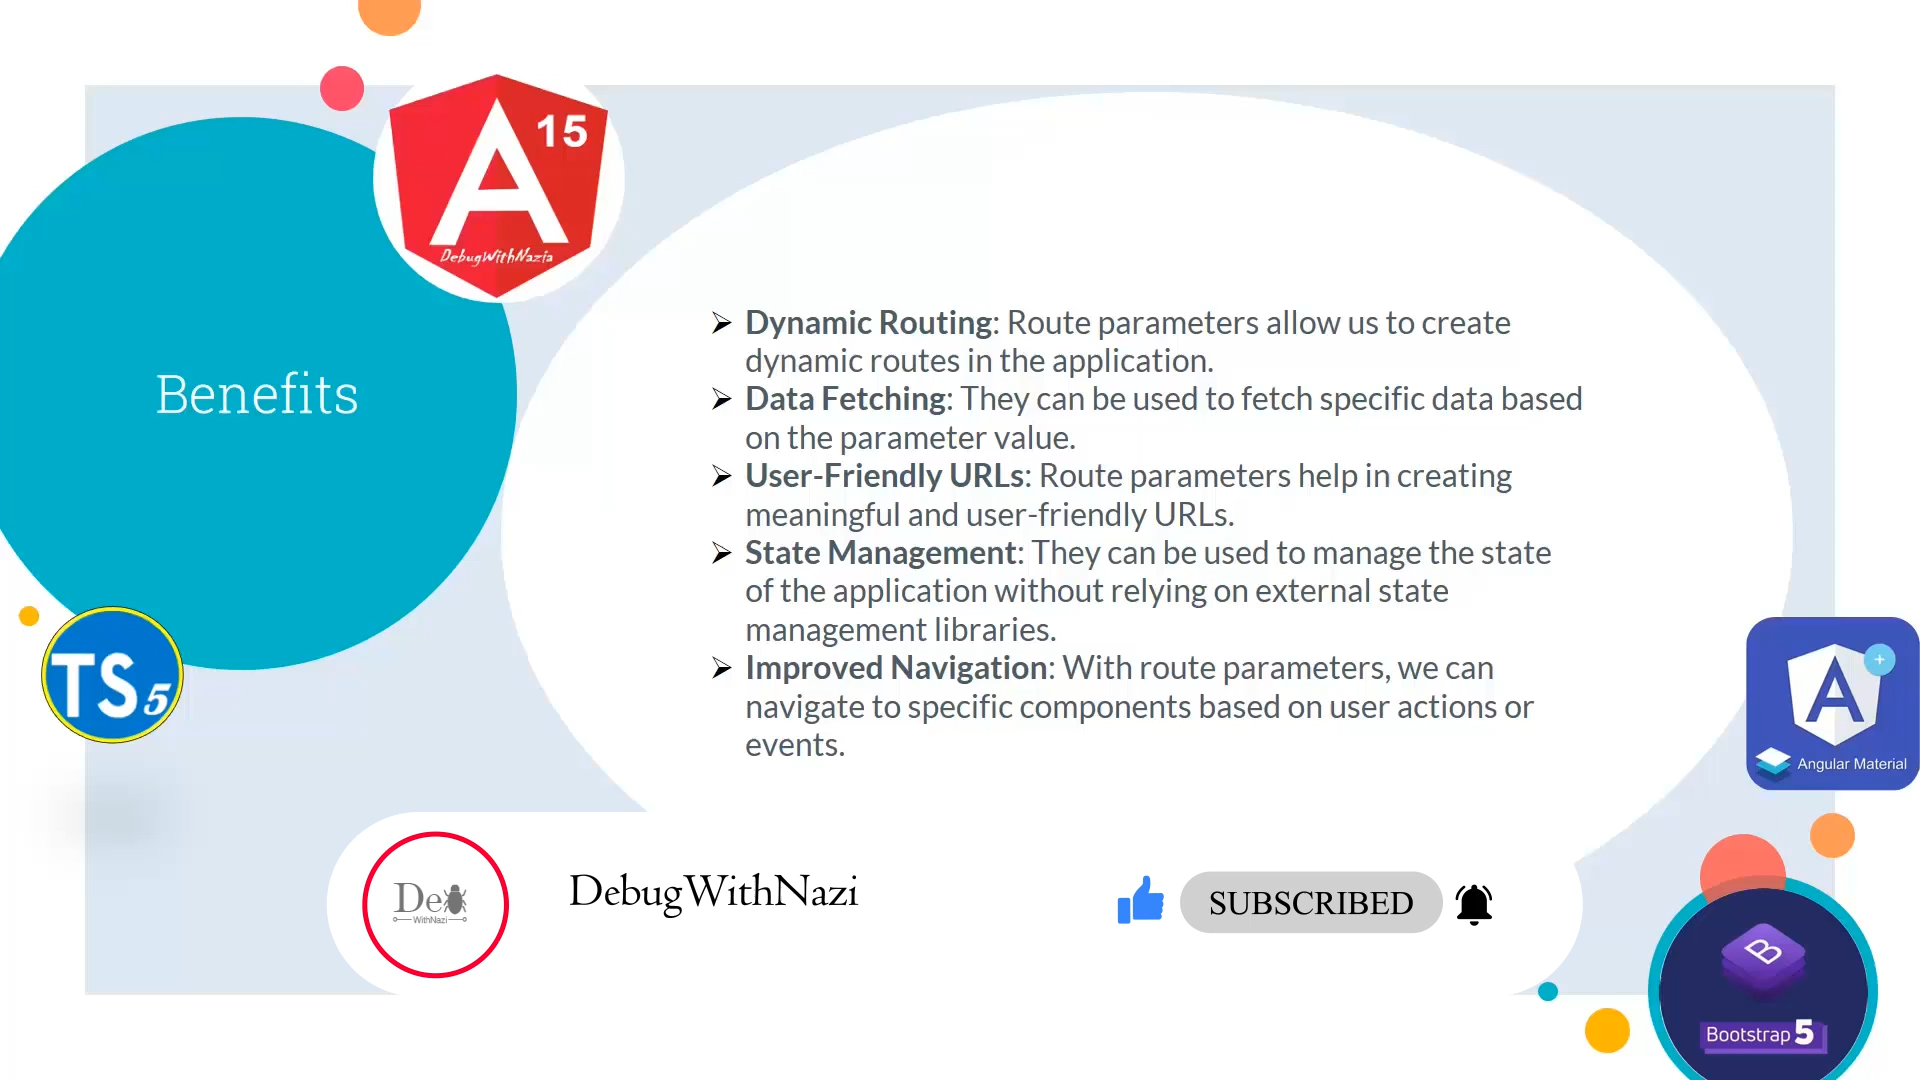 15
DebugWithNazia
Benefits
➢ Dynamic Routing: Route parameters allow us to create
dynamic routes in the application.
➢ Data Fetching: They can be used to fetch specific data based
on the parameter value.
➢ User-Friendly URLs: Route parameters help in creating
meaningful and user-friendly URLs.
➢ State Management: They can be used to manage the state
of the application without relying on external state
management libraries.
➢ Improved Navigation: With route parameters, we can
navigate to specific components based on user actions or
events.
TS 5
A
Angular Material
De
WithNazi
DebugWithNazi
SUBSCRIBED
B
Bootstrap 5